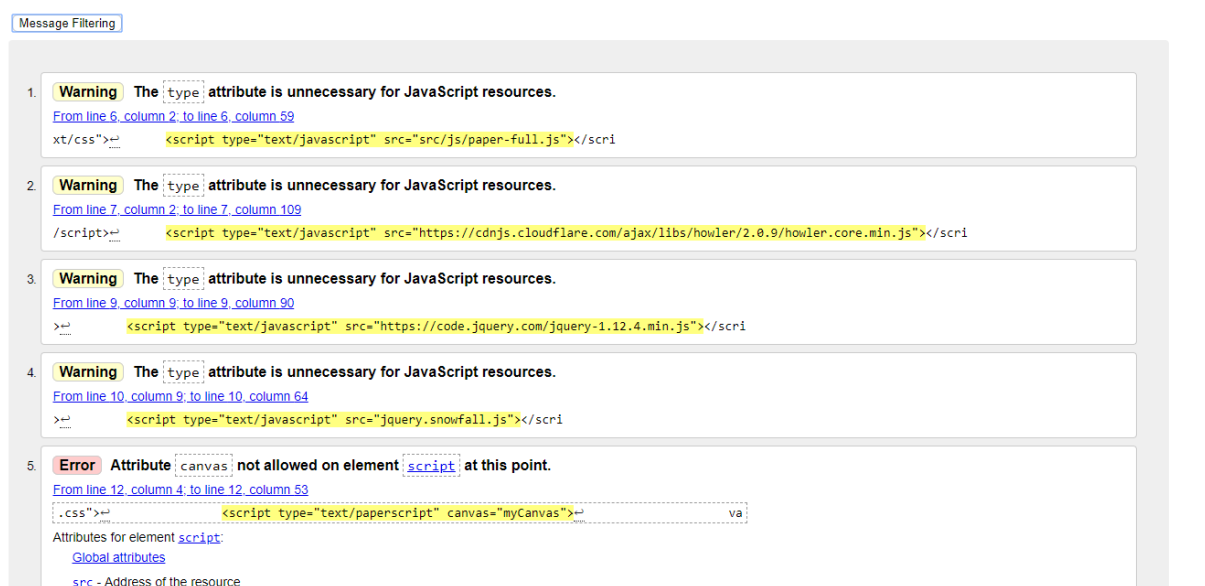 Message Filtering
1. Warning The type attribute is unnecessary for JavaScript resources.
From line 6, column 2; to line 6, column 59
xt/css">↩ <script type="text/javascript" src="src/js/paper-full.js"></scri
2. Warning The type attribute is unnecessary for JavaScript resources.
From line 7, column 2; to line 7, column 109
/script>↩ <script type="text/javascript" src="https://cdnjs.cloudflare.com/ajax/libs/howler/2.0.9/howler.core.min.js"></scri
3. Warning The type attribute is unnecessary for JavaScript resources.
From line 9, column 9; to line 9, column 90
>↩ <script type="text/javascript" src="https://code.jquery.com/jquery-1.12.4.min.js"></scri
4. Warning The type attribute is unnecessary for JavaScript resources.
From line 10, column 9; to line 10, column 64
>↩ <script type="text/javascript" src="jquery.snowfall.js"></scri
5. Error Attribute canvas not allowed on element script at this point.
From line 12, column 4; to line 12, column 53
.css">↩ <script type="text/paperscript" canvas="myCanvas">↩ va
Attributes for element script:
Global attributes
src - Address of the resource